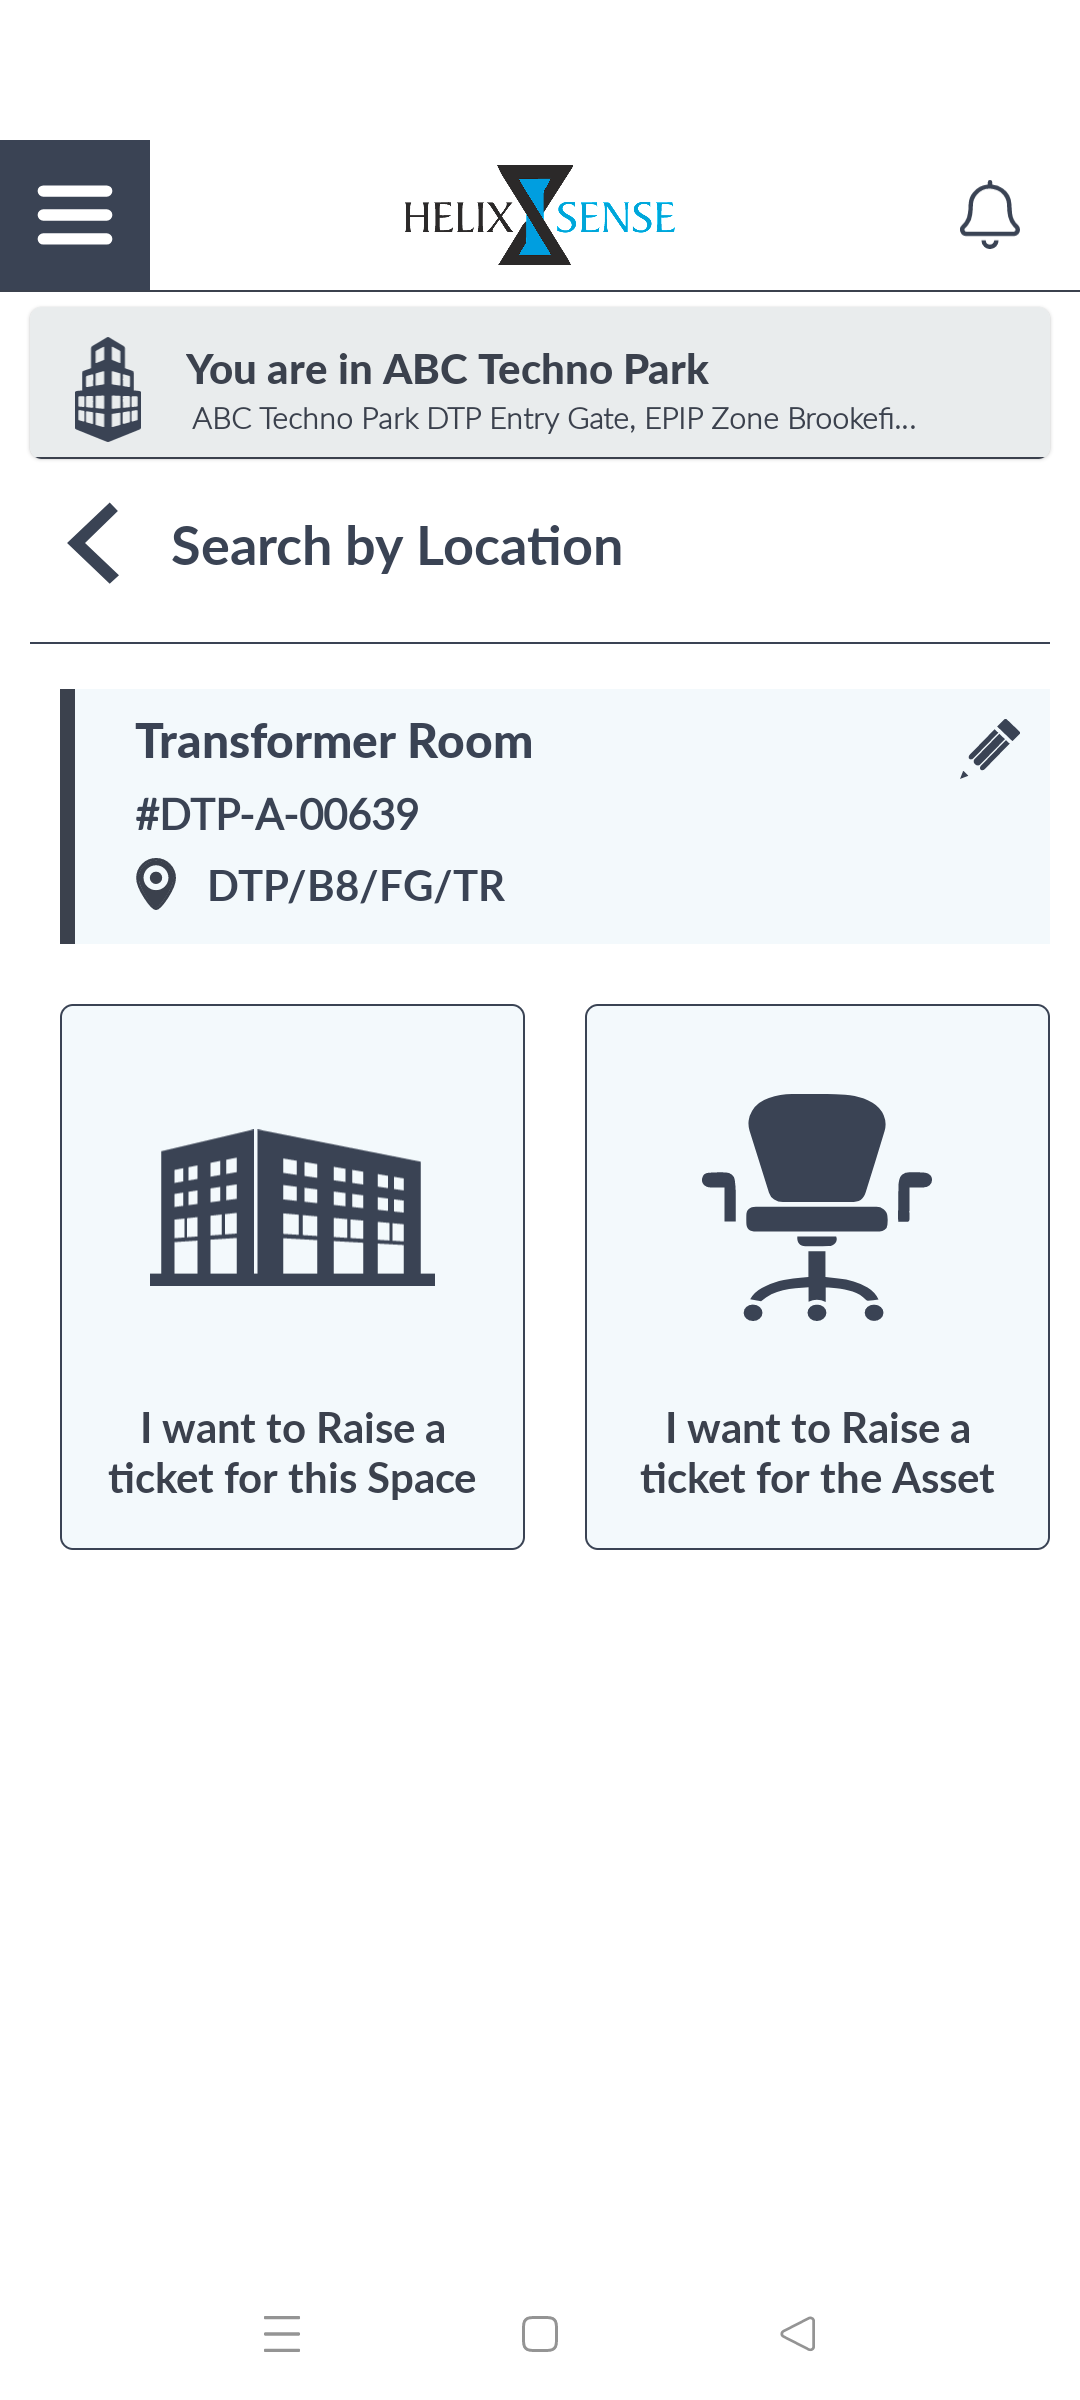 HELIX SENSE
You are in ABC Techno Park
ABC Techno Park DTP Entry Gate, EPIP Zone Brookefi...
Search by Location
Transformer Room
#DTP-A-00639
DTP/B8/FG/TR
I want to Raise a
ticket for this Space
I want to Raise a
ticket for the Asset